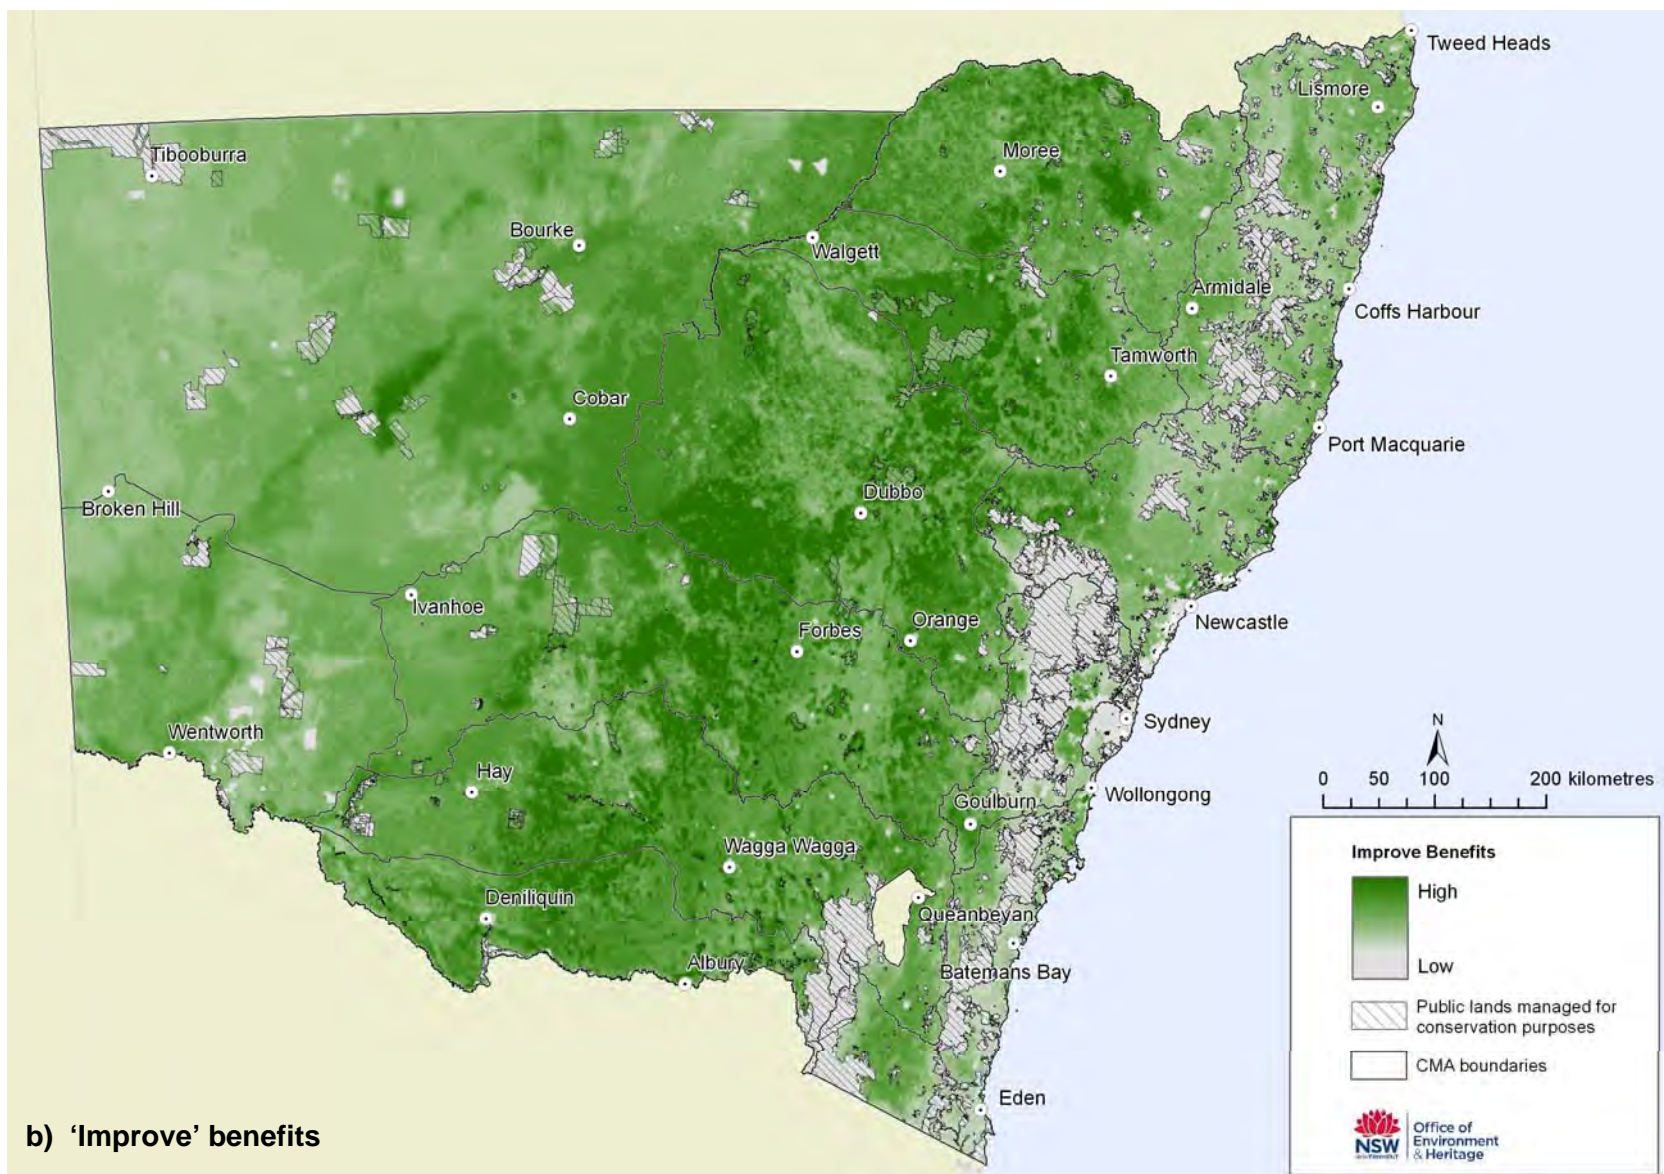 Tweed Heads
Lismore
Tibooburra
Moree
Bourke
Walgett
Armidale
Coffs Harbour
Tamworth
Cobar
Port Macquarie
Dubbo
Broken Hill
Ivanhoe
Forbes
Orange
Newcastle
Sydney
Wentworth
Hay
Goulburn
Wollongong
Wagga Wagga
Deniliquin
Queanbeyan
Albury
Batemans Bay
Eden
N
0 50 100 200 kilometres
Improve Benefits
High
Low
Public lands managed for
conservation purposes
CMA boundaries
NSW
GOVERNMENT
Office of
Environment
& Heritage
b) ‘Improve’ benefits